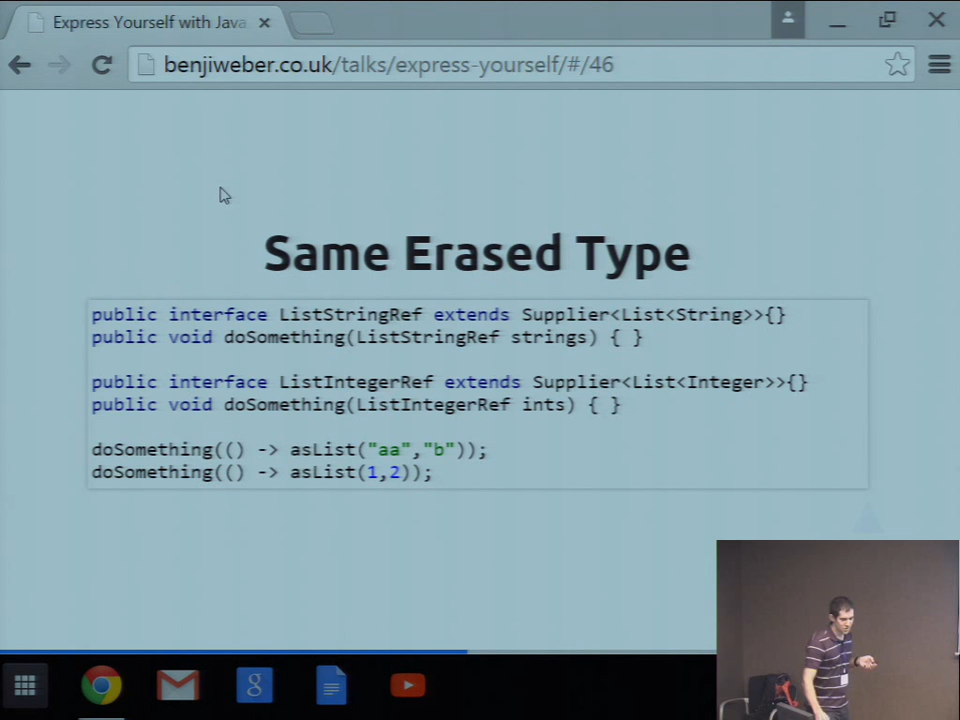 Express Yourself with Java
benjiweber.co.uk/talks/express-yourself/#/46
Same Erased Type
public interface ListStringRef extends Supplier<List<String>>{}
public void doSomething(ListStringRef strings) { }
public interface ListIntegerRef extends Supplier<List<Integer>>{}
public void doSomething(ListIntegerRef ints) { }
doSomething(() -> asList("aa","b"));
doSomething(() -> asList(1,2));
g